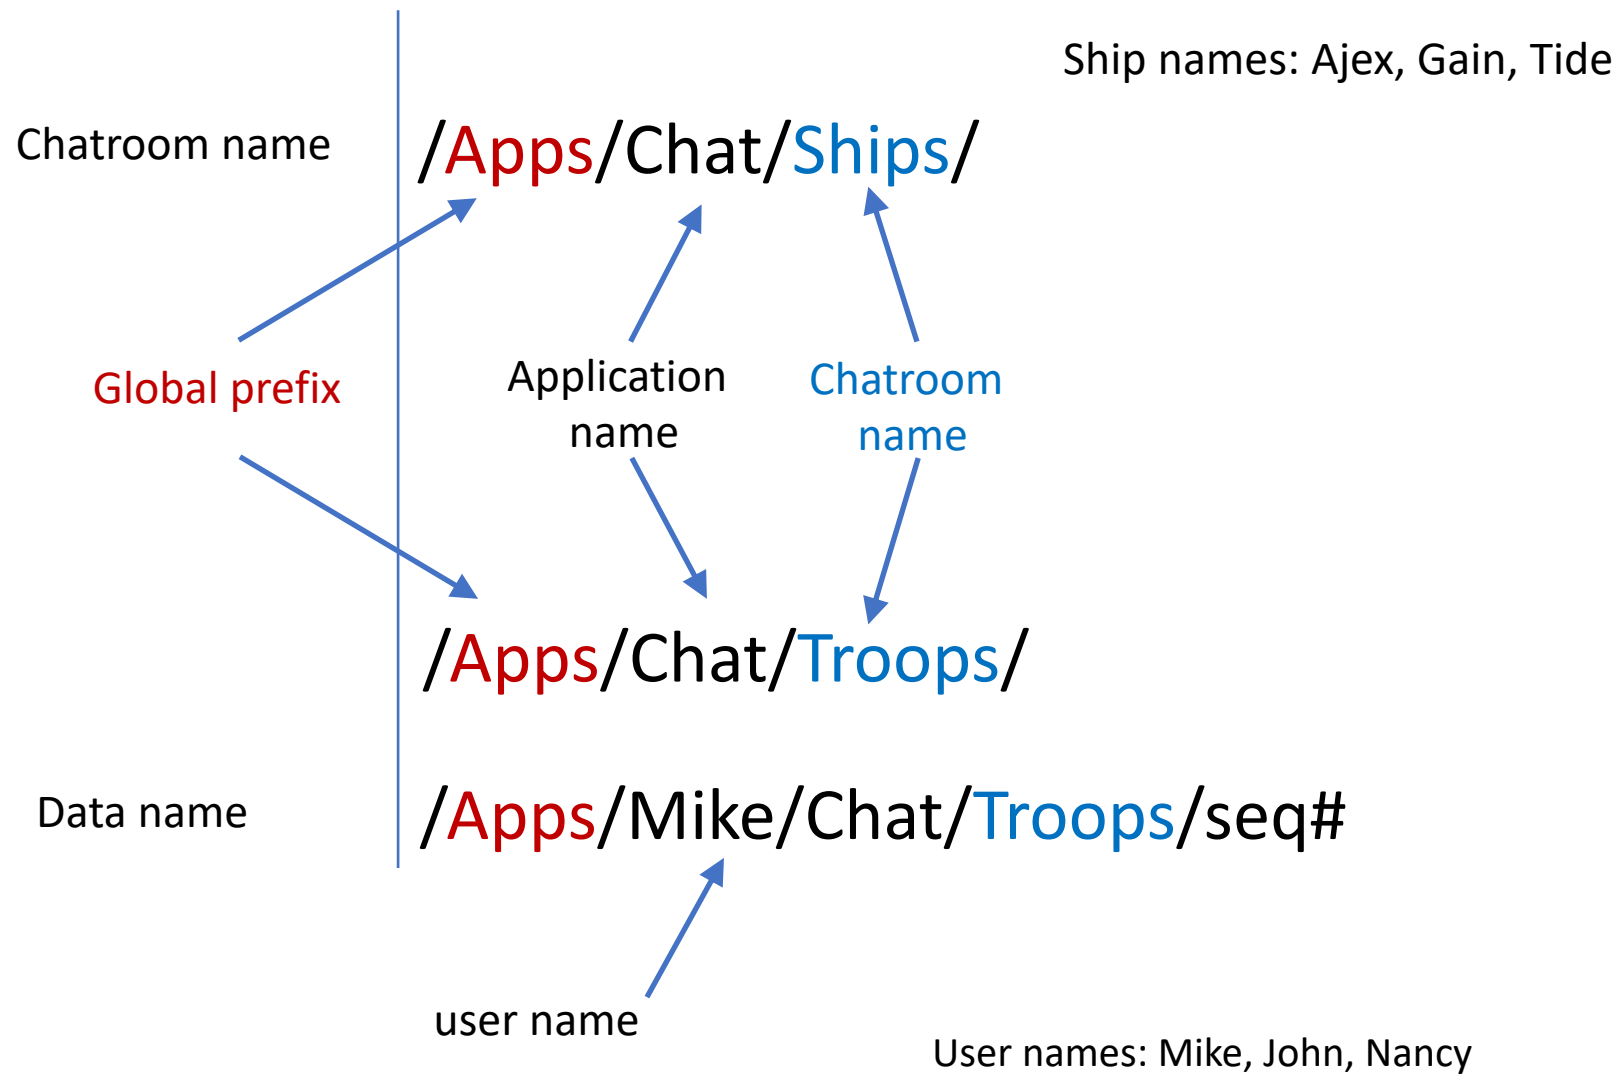 Ship names: Ajex, Gain, Tide
Chatroom name
/Apps/Chat/Ships/
Global prefix
Application
name
Chatroom
name
/Apps/Chat/Troops/
Data name
/Apps/Mike/Chat/Troops/seq#
user name
User names: Mike, John, Nancy